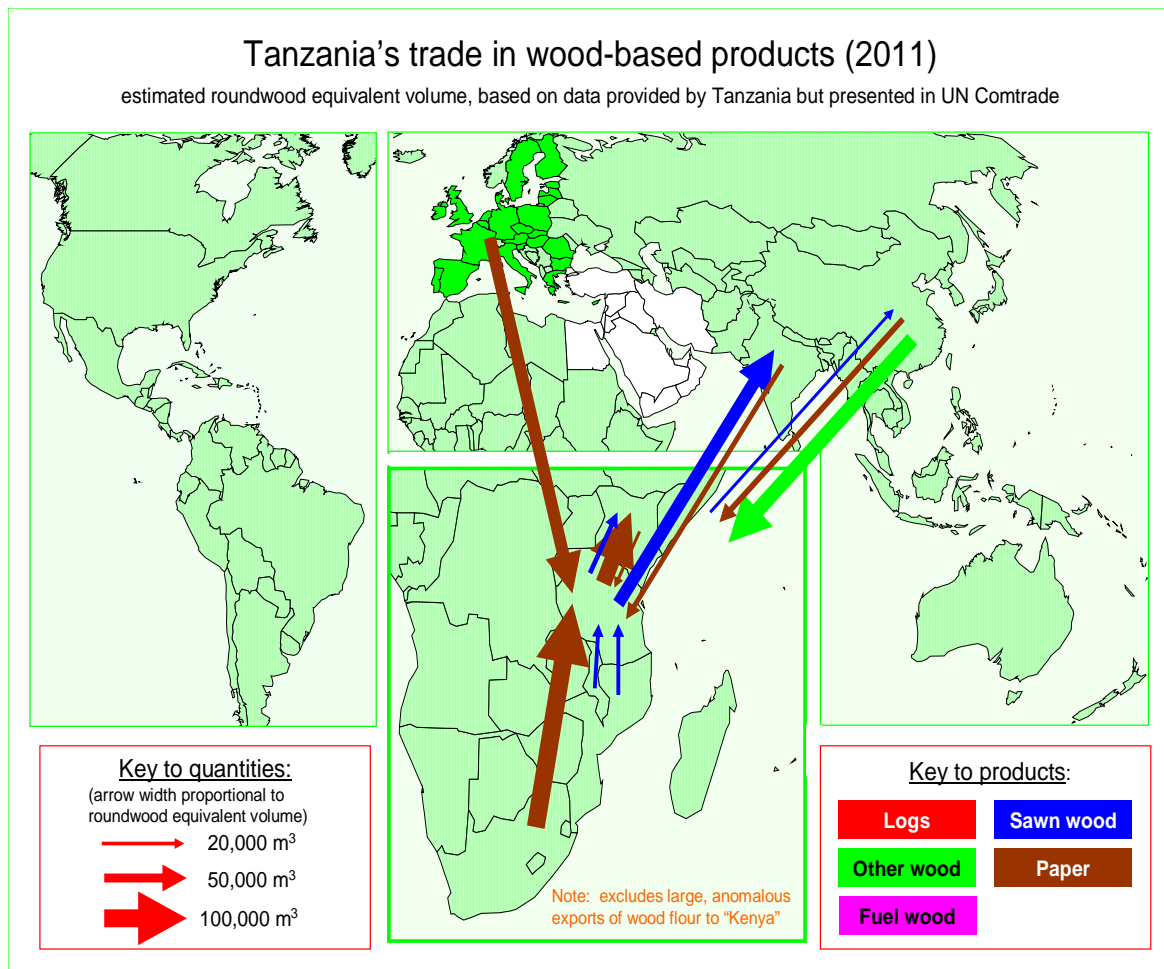 Tanzania’s trade in wood-based products (2011)
estimated roundwood equivalent volume, based on data provided by Tanzania but presented in UN Comtrade
Key to quantities:
(arrow width proportional to
roundwood equivalent volume)
20,000 m³
50,000 m³
100,000 m³
Note: excludes large, anomalous
exports of wood flour to “Kenya”
Key to products:
Logs
Sawn wood
Other wood
Paper
Fuel wood